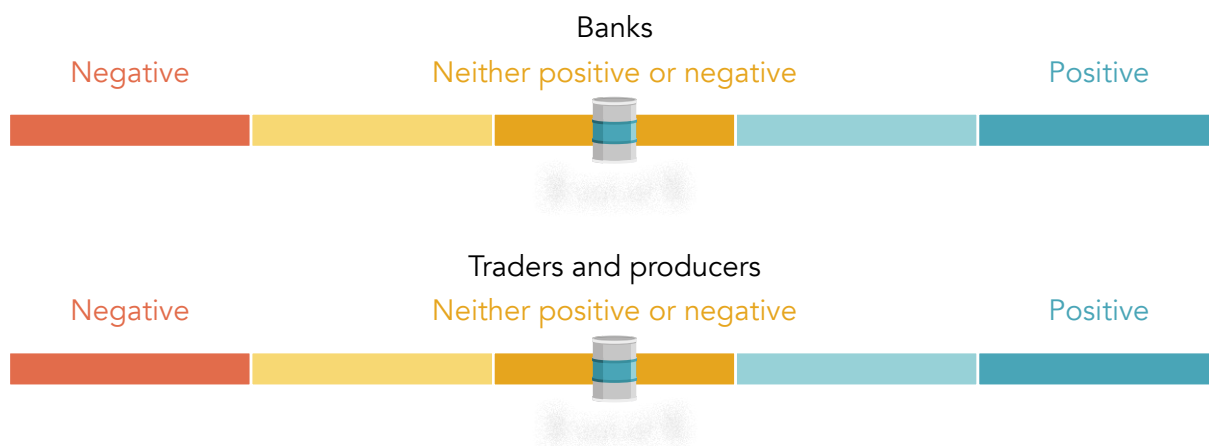 Banks
Negative Neither positive or negative Positive
Traders and producers
Negative Neither positive or negative Positive